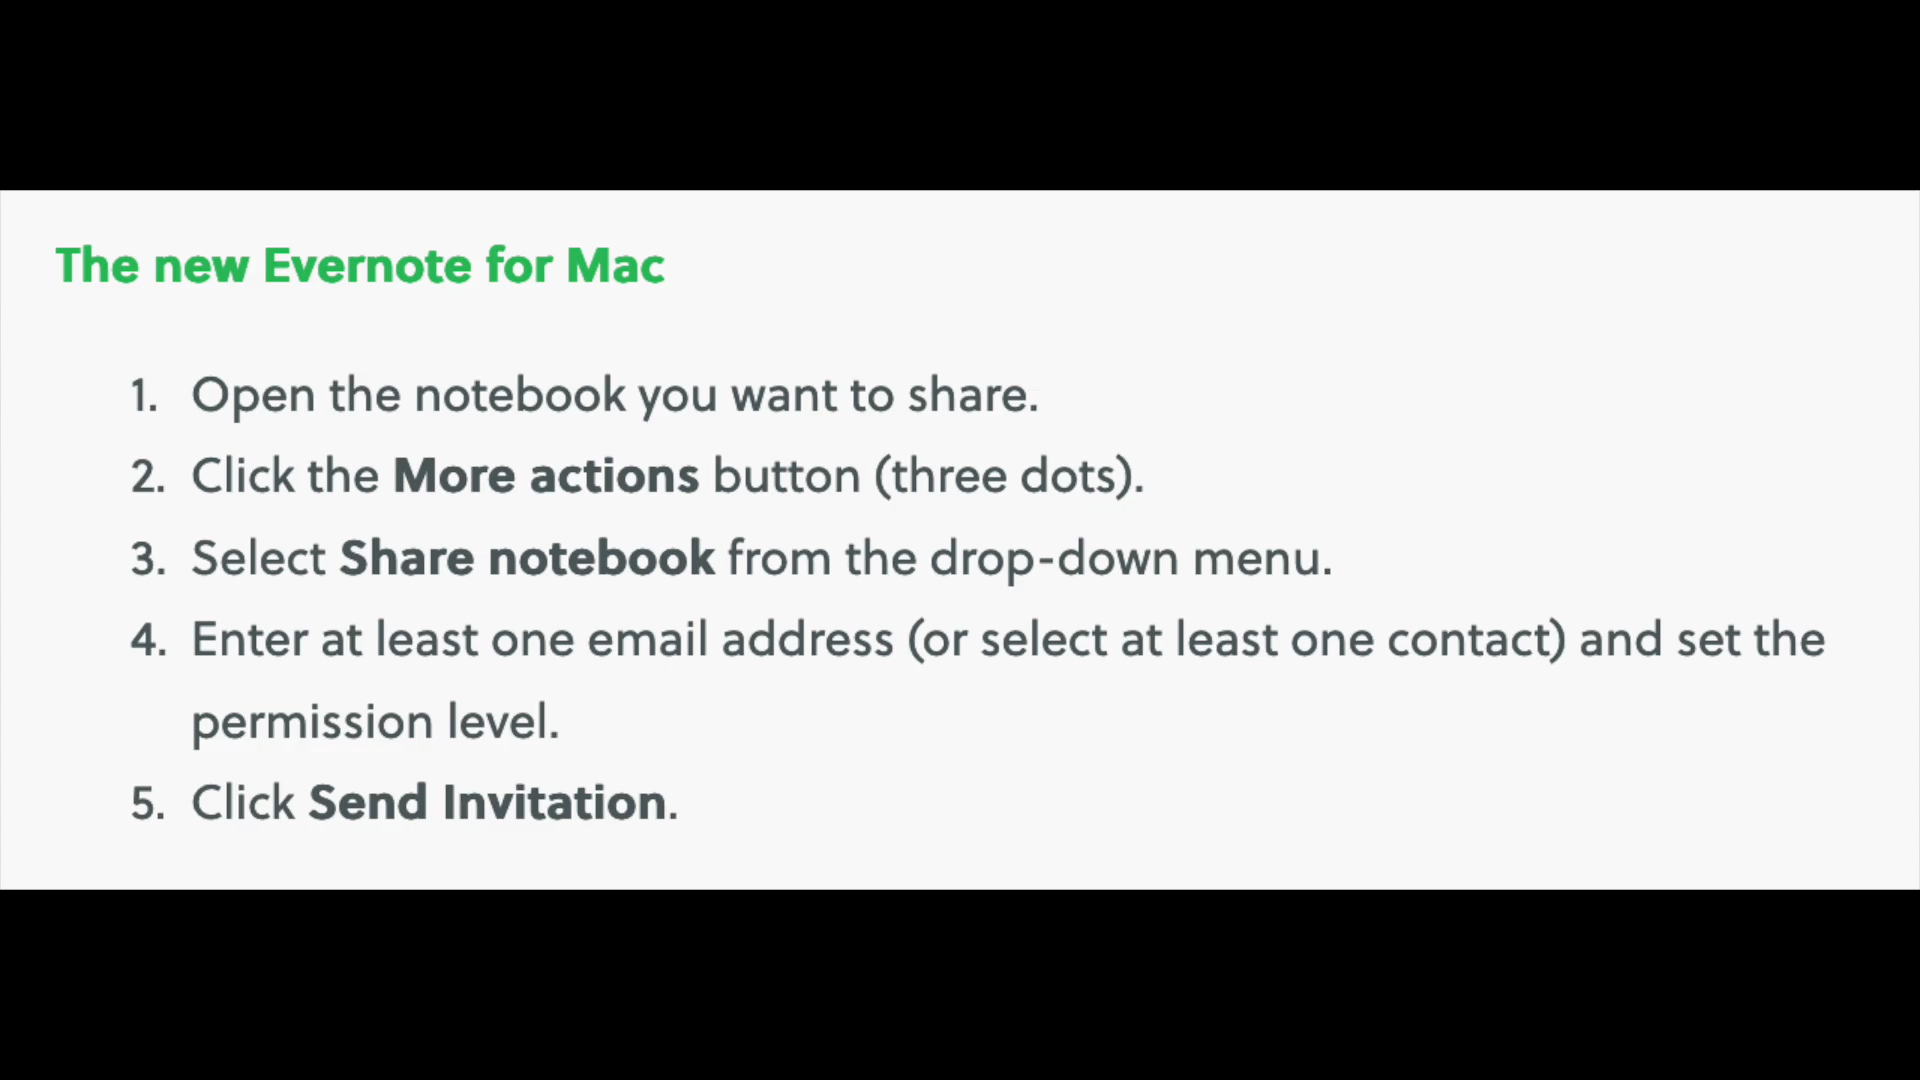 The new Evernote for Mac
1. Open the notebook you want to share.
2. Click the More actions button (three dots).
3. Select Share notebook from the drop-down menu.
4. Enter at least one email address (or select at least one contact) and set the
permission level.
5. Click Send Invitation.